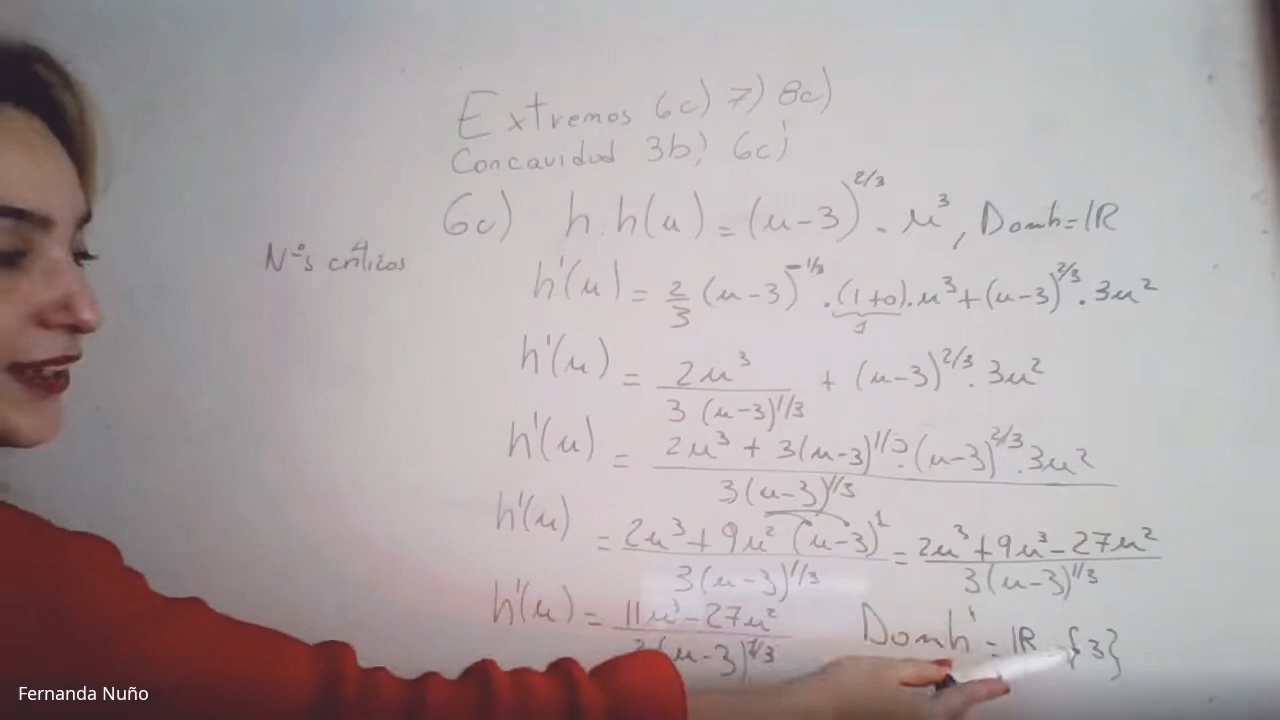 Extremos 6c) 7) 8c)
Concavidad 3b) 6c)
6c) h. h(u) = (u-3)^2/3 . u^3, Domh = IR
Nºs críticos
h'(u) = 2/3 (u-3)^-1/3 . (1+0) . u^3 + (u-3)^2/3 . 3u^2
1
h'(u) = 2u^3 / 3(u-3)^1/3 + (u-3)^2/3 . 3u^2
h'(u) = 2u^3 + 3(u-3)^1/3 . (u-3)^2/3 . 3u^2 / 3(u-3)^1/3
h'(u) = 2u^3 + 9u^2 (u-3)^1 / 3(u-3)^1/3 = 2u^3 + 9u^3 - 27u^2 / 3(u-3)^1/3
h'(u) = 11u^3 - 27u^2 / 3(u-3)^1/3 Domh' = IR - {3}
Fernanda Nuño